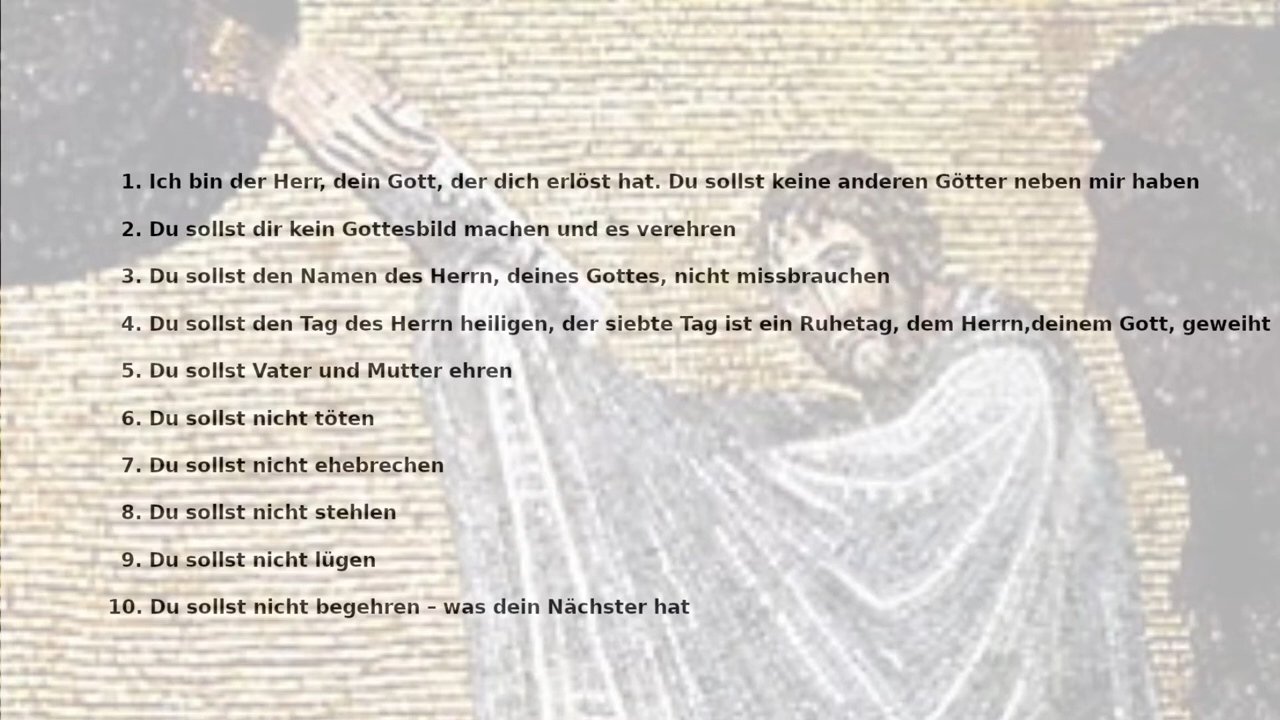 1. Ich bin der Herr, dein Gott, der dich erlöst hat. Du sollst keine anderen Götter neben mir haben
2. Du sollst dir kein Gottesbild machen und es verehren
3. Du sollst den Namen des Herrn, deines Gottes, nicht missbrauchen
4. Du sollst den Tag des Herrn heiligen, der siebte Tag ist ein Ruhetag, dem Herrn,deinem Gott, geweiht
5. Du sollst Vater und Mutter ehren
6. Du sollst nicht töten
7. Du sollst nicht ehebrechen
8. Du sollst nicht stehlen
9. Du sollst nicht lügen
10. Du sollst nicht begehren – was dein Nächster hat